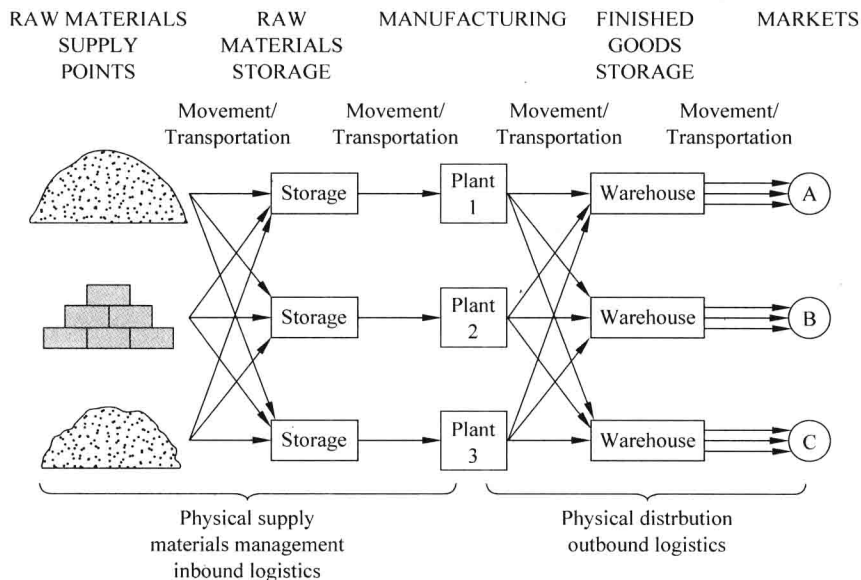 RAW MATERIALS
SUPPLY
POINTS
RAW
MATERIALS
STORAGE
MANUFACTURING
FINISHED
GOODS
STORAGE
MARKETS
Movement/
Transportation
Movement/
Transportation
Movement/
Transportation
Movement/
Transportation
Storage
Plant
1
Warehouse
A
Storage
Plant
2
Warehouse
B
Storage
Plant
3
Warehouse
C
Physical supply
materials management
inbound logistics
Physical distrbution
outbound logistics